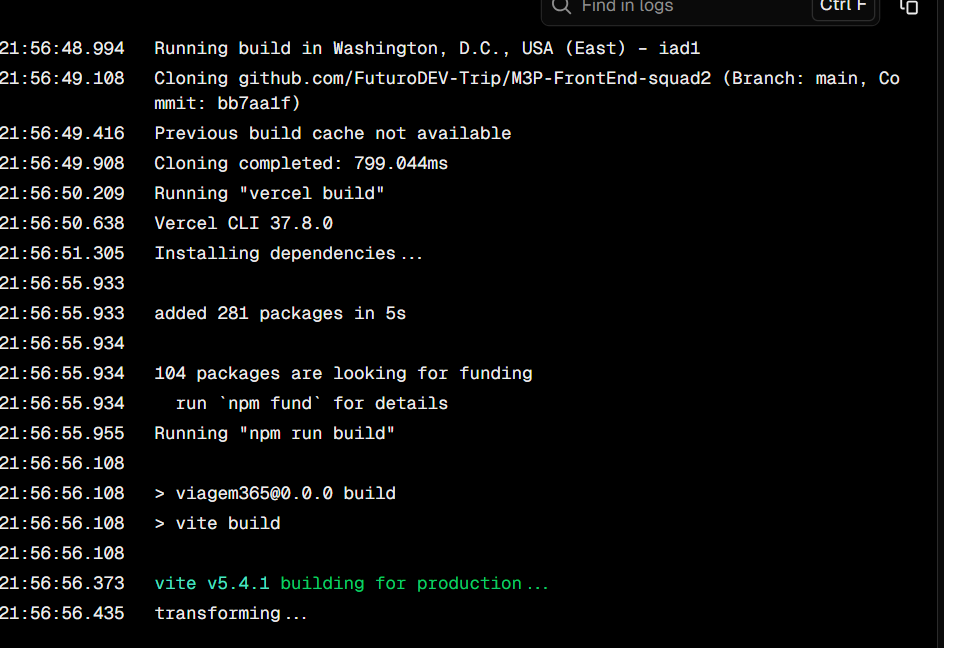 Find in logs Ctrl F
21:56:48.994 Running build in Washington, D.C., USA (East) – iad1
21:56:49.108 Cloning github.com/FuturoDEV-Trip/M3P-FrontEnd-squad2 (Branch: main, Co
mmit: bb7aa1f)
21:56:49.416 Previous build cache not available
21:56:49.908 Cloning completed: 799.044ms
21:56:50.209 Running "vercel build"
21:56:50.638 Vercel CLI 37.8.0
21:56:51.305 Installing dependencies...
21:56:55.933
21:56:55.933 added 281 packages in 5s
21:56:55.934
21:56:55.934 104 packages are looking for funding
21:56:55.934   run `npm fund` for details
21:56:55.955 Running "npm run build"
21:56:56.108
21:56:56.108 > viagem365@0.0.0 build
21:56:56.108 > vite build
21:56:56.108
21:56:56.373 vite v5.4.1 building for production...
21:56:56.435 transforming...